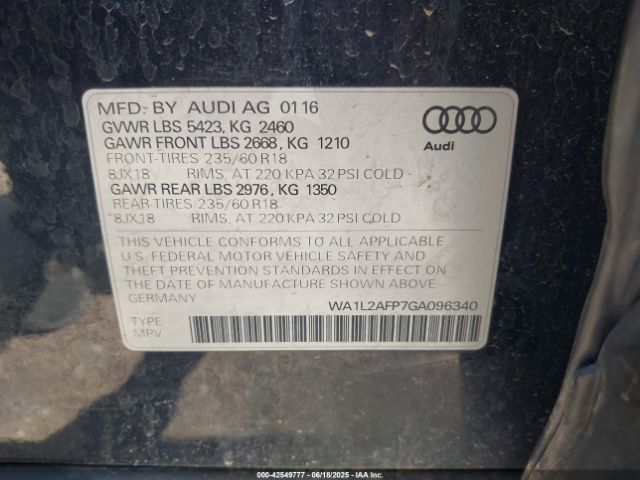 MFD. BY AUDI AG 01 16
GVWR LBS 5423, KG 2460
GAWR FRONT LBS 2668, KG 1210
FRONT-TIRES 235/60 R18
8JX18 RIMS, AT 220 KPA 32 PSI COLD
GAWR REAR LBS 2976, KG 1350
REAR-TIRES 235/60 R18
8JX18 RIMS, AT 220 KPA 32 PSI COLD
Audi
THIS VEHICLE CONFORMS TO ALL APPLICABLE
U.S. FEDERAL MOTOR VEHICLE SAFETY AND
THEFT PREVENTION STANDARDS IN EFFECT ON
THE DATE OF MANUFACTURE SHOWN ABOVE
GERMANY
WA1L2AFP7GA096340
TYPE:
MPV
000-42549777 - 06/18/2025 - IAA Inc.